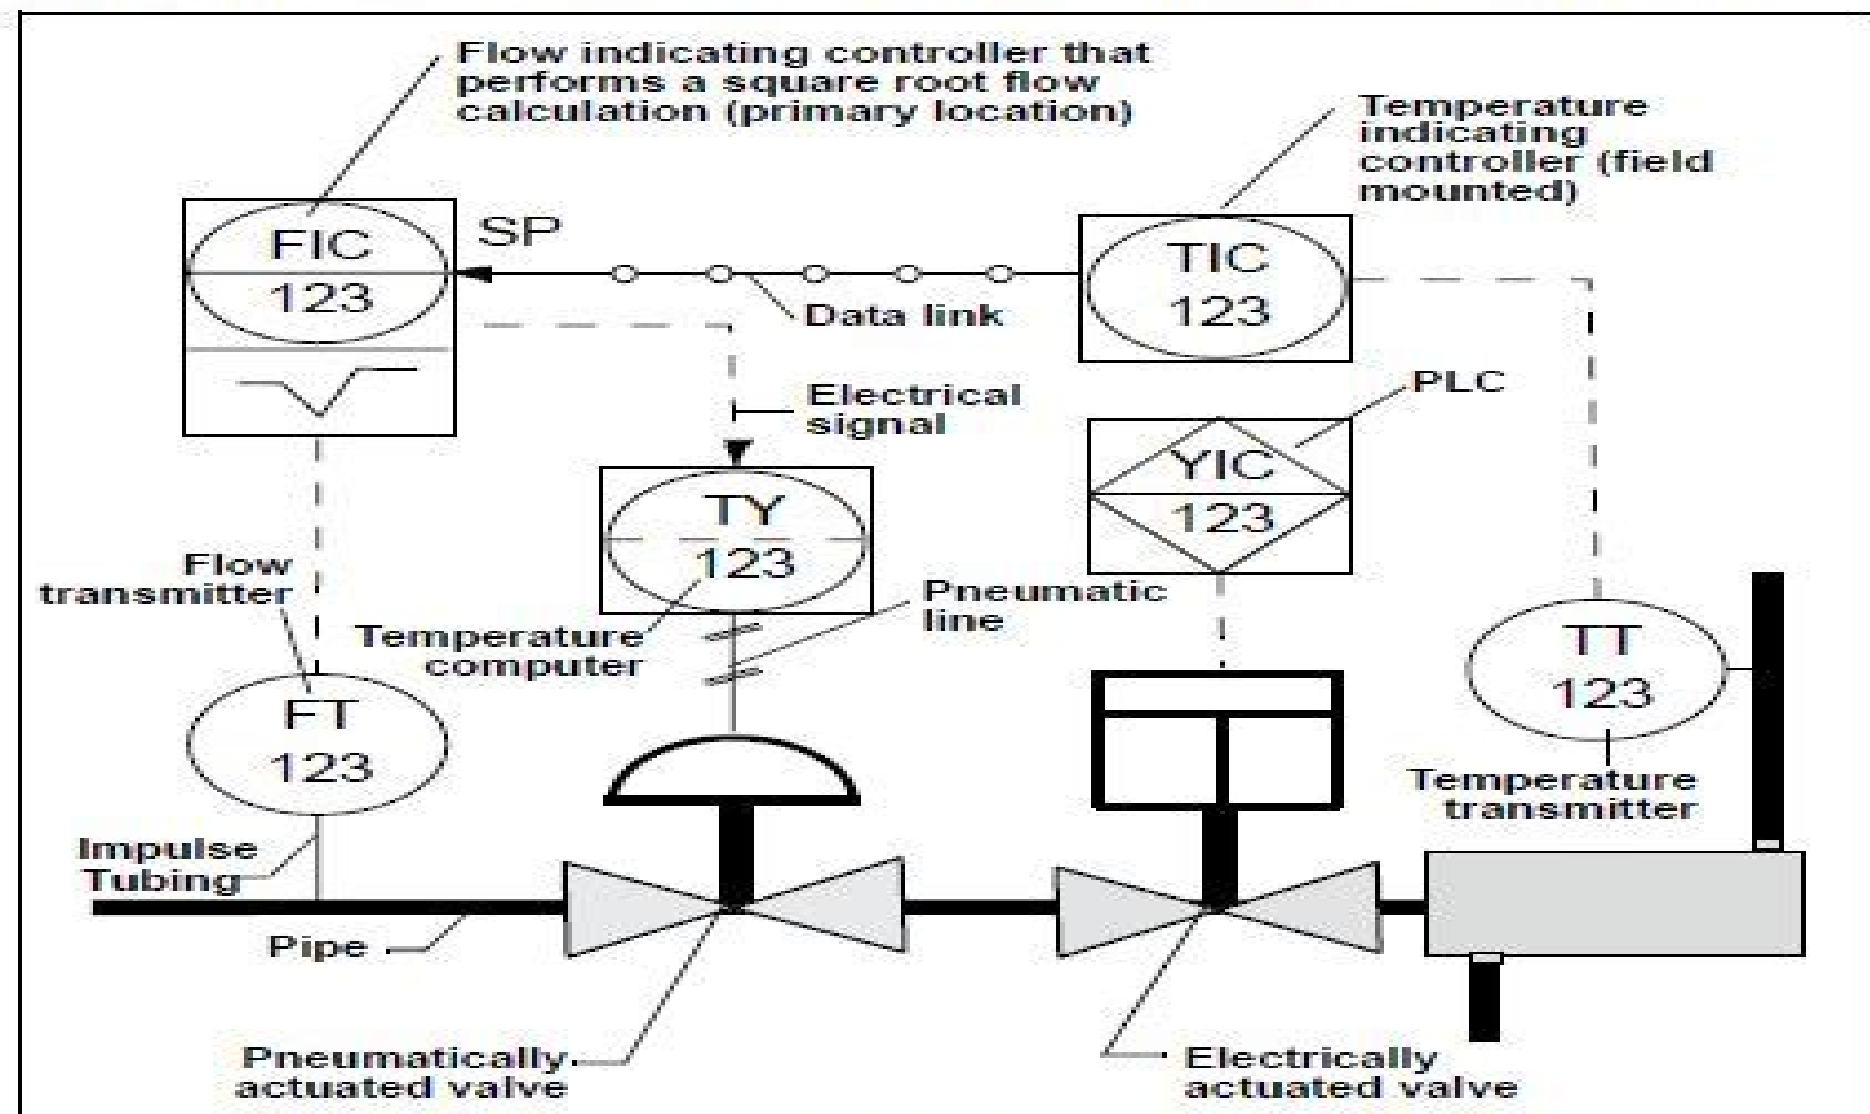 Flow indicating controller that
performs a square root flow
calculation (primary location)
Temperature
indicating
controller (field
mounted)
FIC
123
SP
TIC
123
Data link
Electrical
signal
PLC
YIC
123
TY
123
Flow
transmitter
Temperature
computer
Pneumatic
line
FT
123
TT
123
Temperature
transmitter
Impulse
Tubing
Pipe
Pneumatically
actuated valve
Electrically
actuated valve